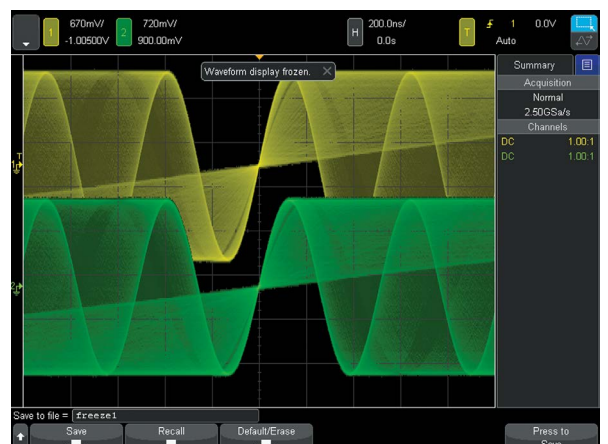 1 670mV/ 2 720mV/ H 200.0ns/ T 1 0.0V
-1.00500V 900.00mV 0.0s Auto
Waveform display frozen.
Summary
Acquisition
Normal
2.50GSa/s
Channels
DC 1.00:1
DC 1.00:1
T
1
2
Save to file = freeze1
Save Recall Default/Erase Press to
Save